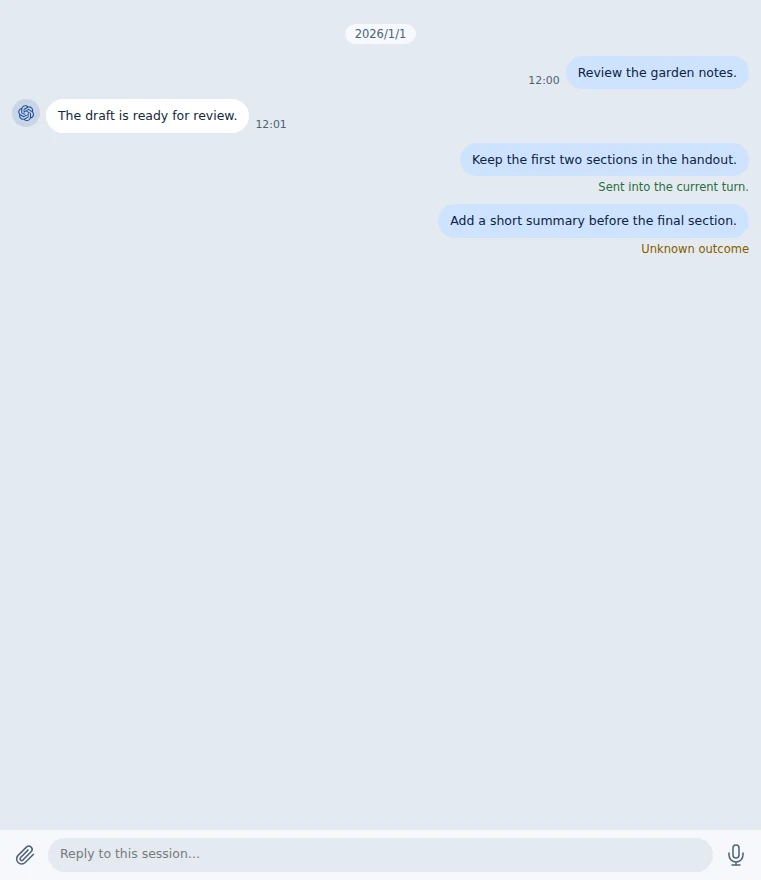 2026/1/1
12:00 Review the garden notes.
The draft is ready for review. 12:01
Keep the first two sections in the handout.
Sent into the current turn.
Add a short summary before the final section.
Unknown outcome
Reply to this session...